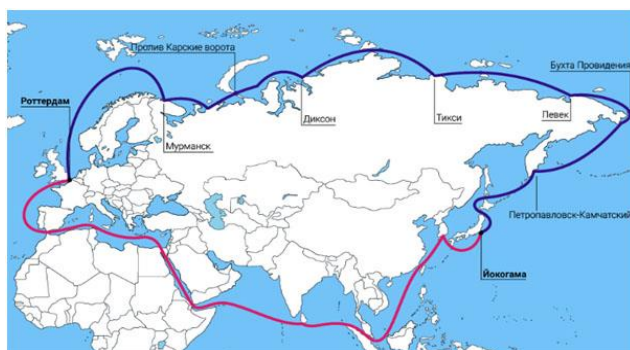 Пролив Карские ворота
Бухта Провидения
Роттердам
Диксон
Тикси
Певек
Мурманск
Петропавловск-Камчатский
Йокогама